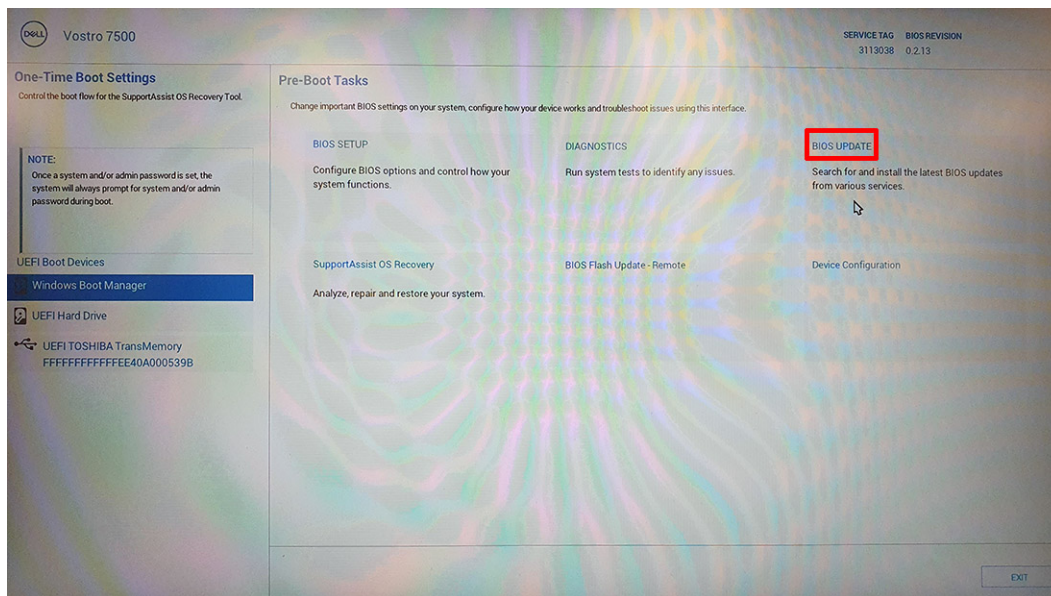 DELL
Vostro 7500
SERVICE TAG BIOS REVISION
3113038 0.2.13
One-Time Boot Settings
Control the boot flow for the SupportAssist OS Recovery Tool.
NOTE:
Once a system and/or admin password is set, the
system will always prompt for system and/or admin
password during boot.
UEFI Boot Devices
Windows Boot Manager
UEFI Hard Drive
UEFI TOSHIBA TransMemory
FFFFFFFFFFFFEE40A000539B
Pre-Boot Tasks
Change important BIOS settings on your system, configure how your device works and troubleshoot issues using this interface.
BIOS SETUP
Configure BIOS options and control how your
system functions.
DIAGNOSTICS
Run system tests to identify any issues.
BIOS UPDATE
Search for and install the latest BIOS updates
from various services.
SupportAssist OS Recovery
Analyze, repair and restore your system.
BIOS Flash Update - Remote
Device Configuration
EXIT